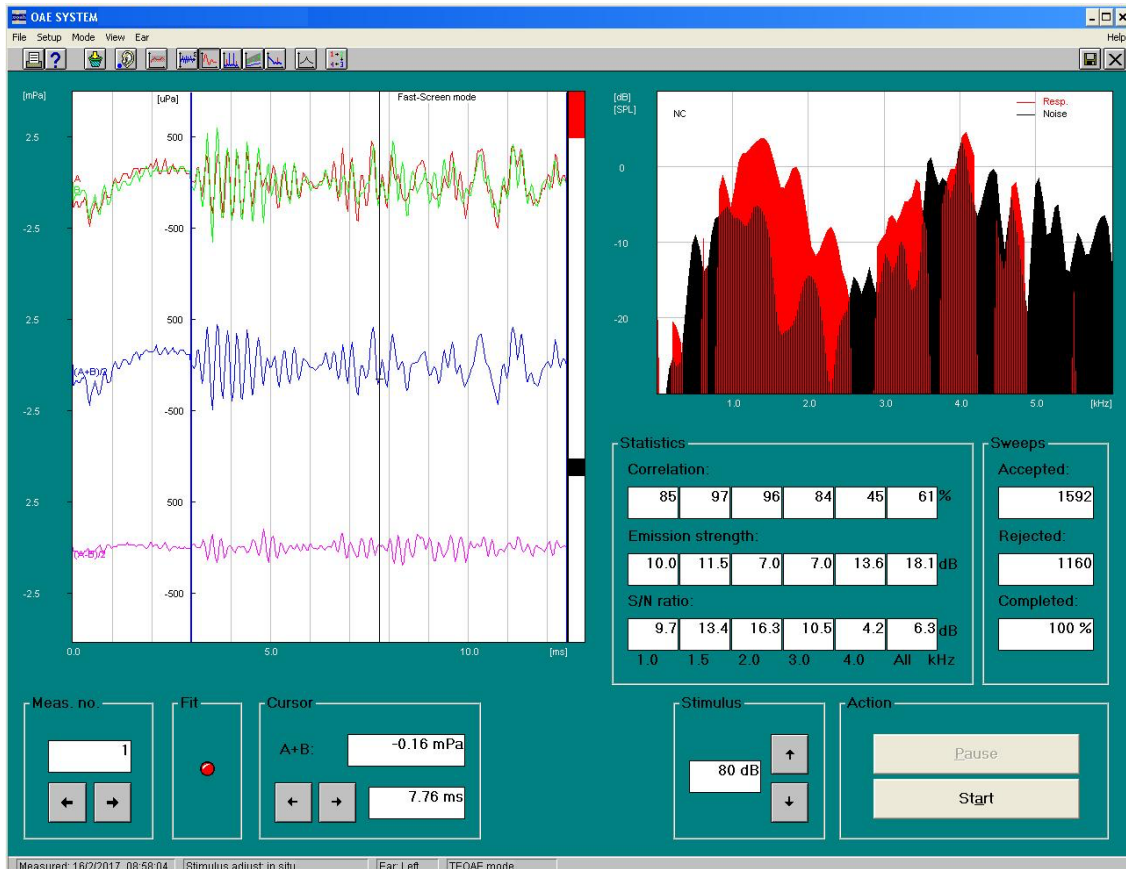 OAE SYSTEM
File Setup Mode View Ear Help
[mPa] [uPa] Fast-Screen mode
2.5 500
A
B
-2.5 -500
2.5 500
(A+B)/2
-2.5 -500
2.5 500
(A-B)/2
-2.5 -500
0.0 5.0 10.0 [ms]
[dB]
[SPL]
NC
Resp.
Noise
0
-10
-20
1.0 2.0 3.0 4.0 5.0 [kHz]
Statistics
Correlation:
85 97 96 84 45 61 %
Emission strength:
10.0 11.5 7.0 7.0 13.6 18.1 dB
S/N ratio:
9.7 13.4 16.3 10.5 4.2 6.3 dB
1.0 1.5 2.0 3.0 4.0 All kHz
Sweeps
Accepted:
1592
Rejected:
1160
Completed:
100 %
Meas. no.
1
Fit
Cursor
A+B: -0.16 mPa
7.76 ms
Stimulus
80 dB
Action
Pause
Start
Measured: 16/2/2017 08:58:04 Stimulus adjust: in situ Ear: Left TEOAE mode